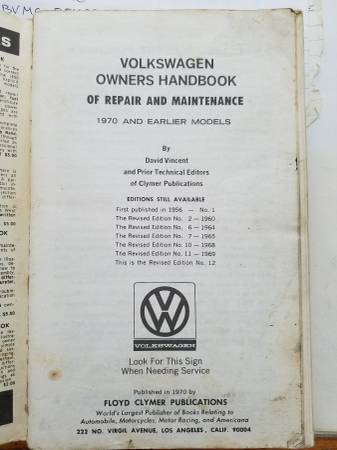 VOLKSWAGEN
OWNERS HANDBOOK
OF REPAIR AND MAINTENANCE
1970 AND EARLIER MODELS
By
David Vincent
and Prior Technical Editors
of Clymer Publications
EDITIONS STILL AVAILABLE
First published in 1956 — No. 1
The Revised Edition No. 2—1960
The Revised Edition No. 6—1964
The Revised Edition No. 7—1965
The Revised Edition No. 10—1968
The Revised Edition No. 11—1969
This is the Revised Edition No. 12
VOLKSWAGEN
Look For This Sign
When Needing Service
Published in 1970 by
FLOYD CLYMER PUBLICATIONS
World's Largest Publisher of Books Relating to
Automobile, Motorcycles, Motor Racing, and Americana
222 NO. VIRGIL AVENUE, LOS ANGELES, CALIF. 90004